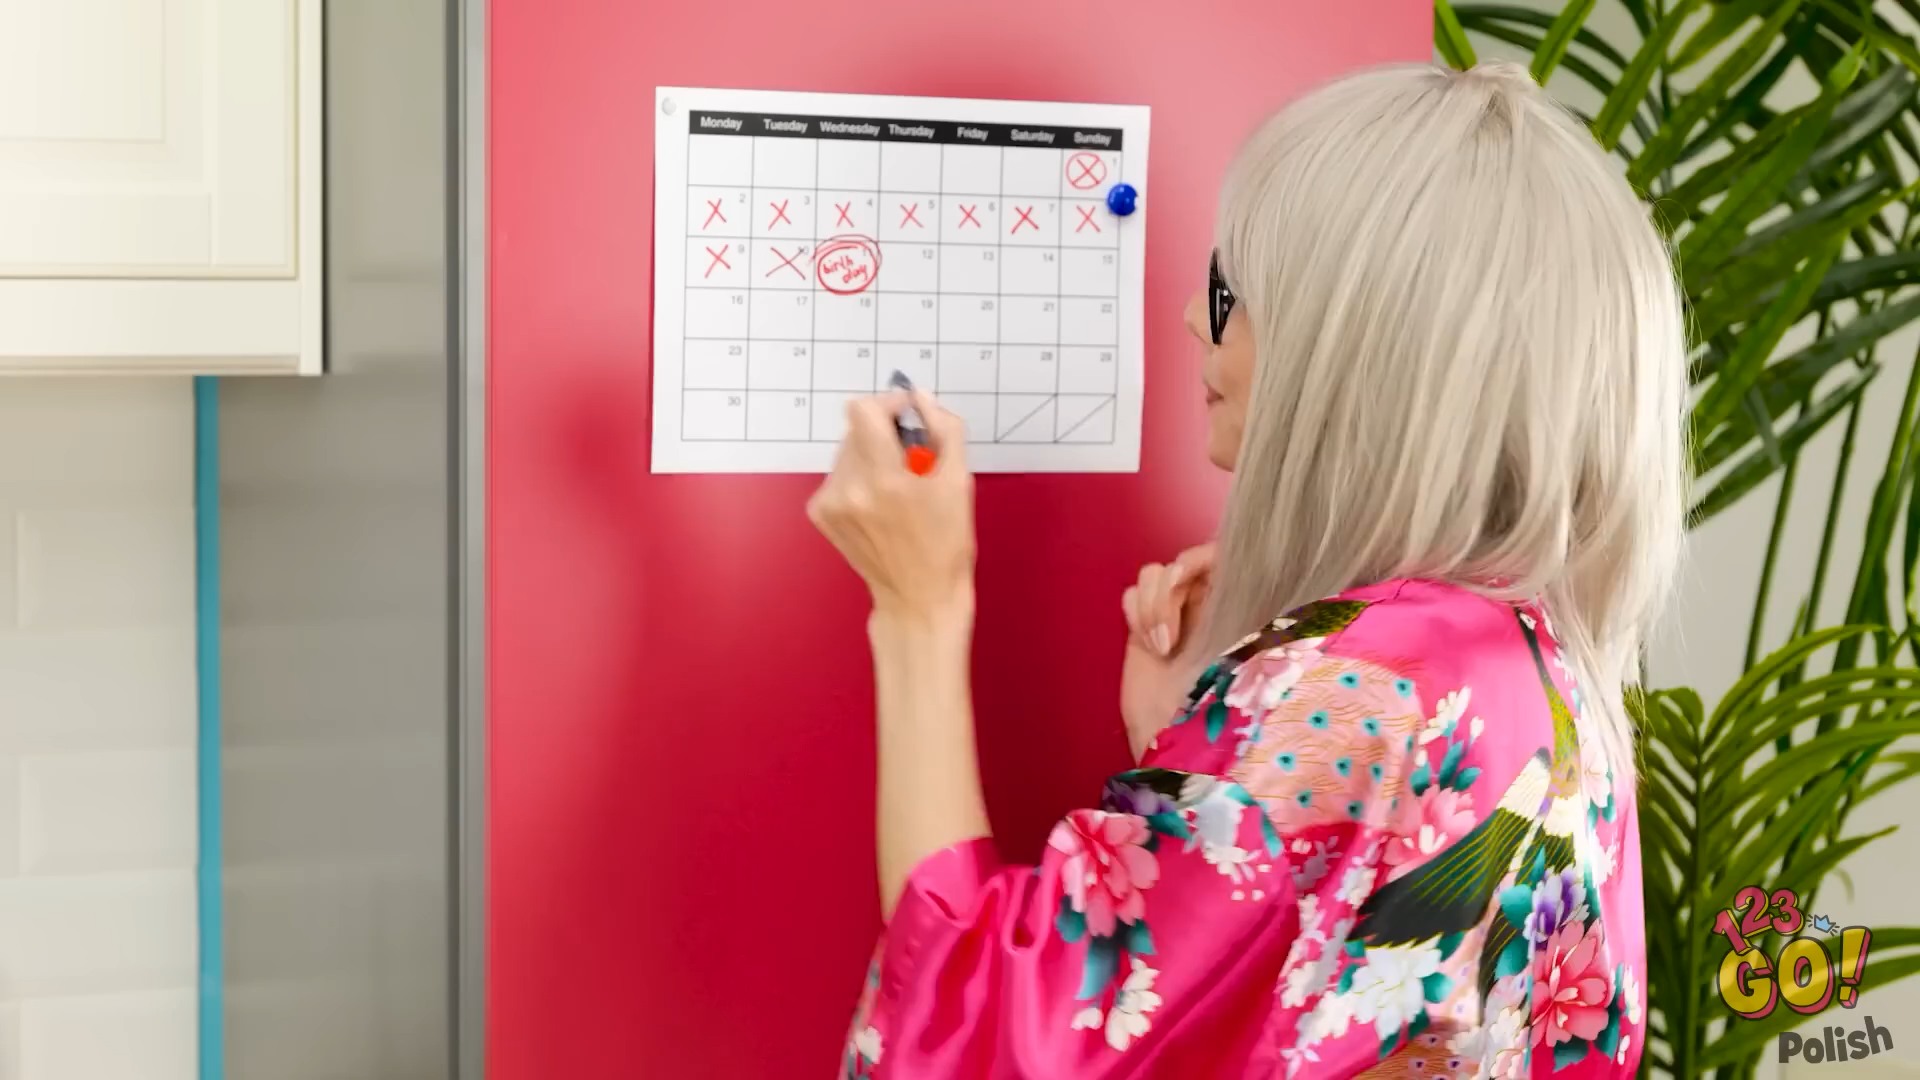 Monday Tuesday Wednesday Thursday Friday Saturday Sunday
1
2 3 4 5 6 7
9 10 12 13 14 15
birth
day
16 17 18 19 20 21 22
23 24 25 26 27 28 29
30 31
123
GO!
Polish